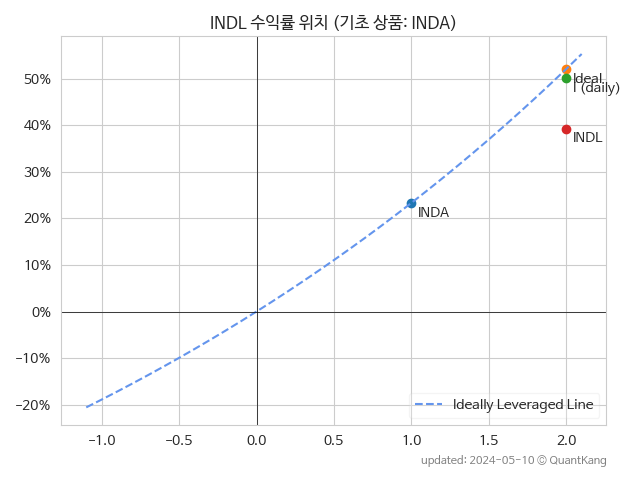 INDL 수익률 위치 (기초 상품: INDA)
50%
40%
30%
20%
10%
0%
−10%
−20%
Ideal
I (daily)
INDL
INDA
Ideally Leveraged Line
−1.0 −0.5 0.0 0.5 1.0 1.5 2.0
updated: 2024-05-10 © QuantKang